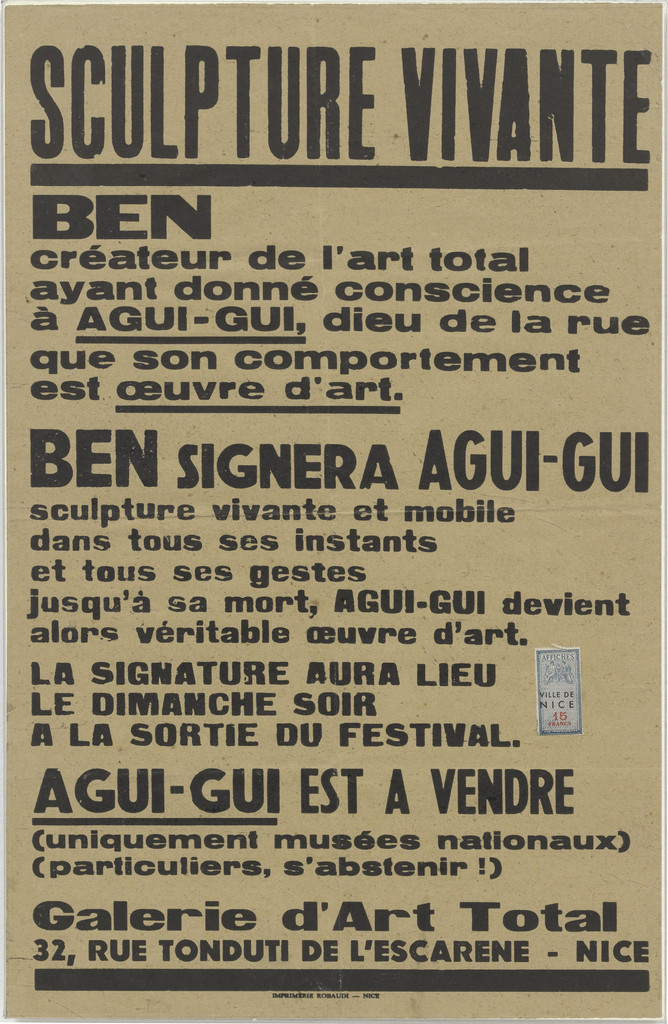 SCULPTURE VIVANTE
BEN
créateur de l'art total
ayant donné conscience
à AGUI-GUI, dieu de la rue
que son comportement
est œuvre d'art.
BEN SIGNERA AGUI-GUI
sculpture vivante et mobile
dans tous ses instants
et tous ses gestes
jusqu'à sa mort, AGUI-GUI devient
alors véritable œuvre d'art.
LA SIGNATURE AURA LIEU
LE DIMANCHE SOIR
A LA SORTIE DU FESTIVAL.
AFFICHES
VILLE DE
NICE
15
FRANCS
AGUI-GUI EST A VENDRE
(uniquement musées nationaux)
(particuliers, s'abstenir !)
Galerie d'Art Total
32, RUE TONDUTI DE L'ESCARENE - NICE
IMPRIMERIE ROBAUDI — NICE